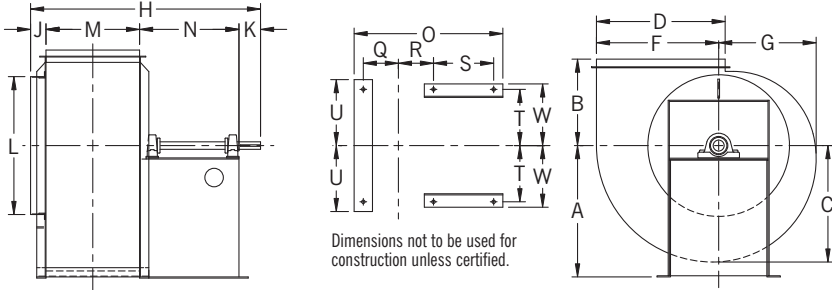 H
J
M
N
K
L
O
Q
R
S
U
T
W
U
T
W
Dimensions not to be used for
construction unless certified.
D
F
G
B
A
C